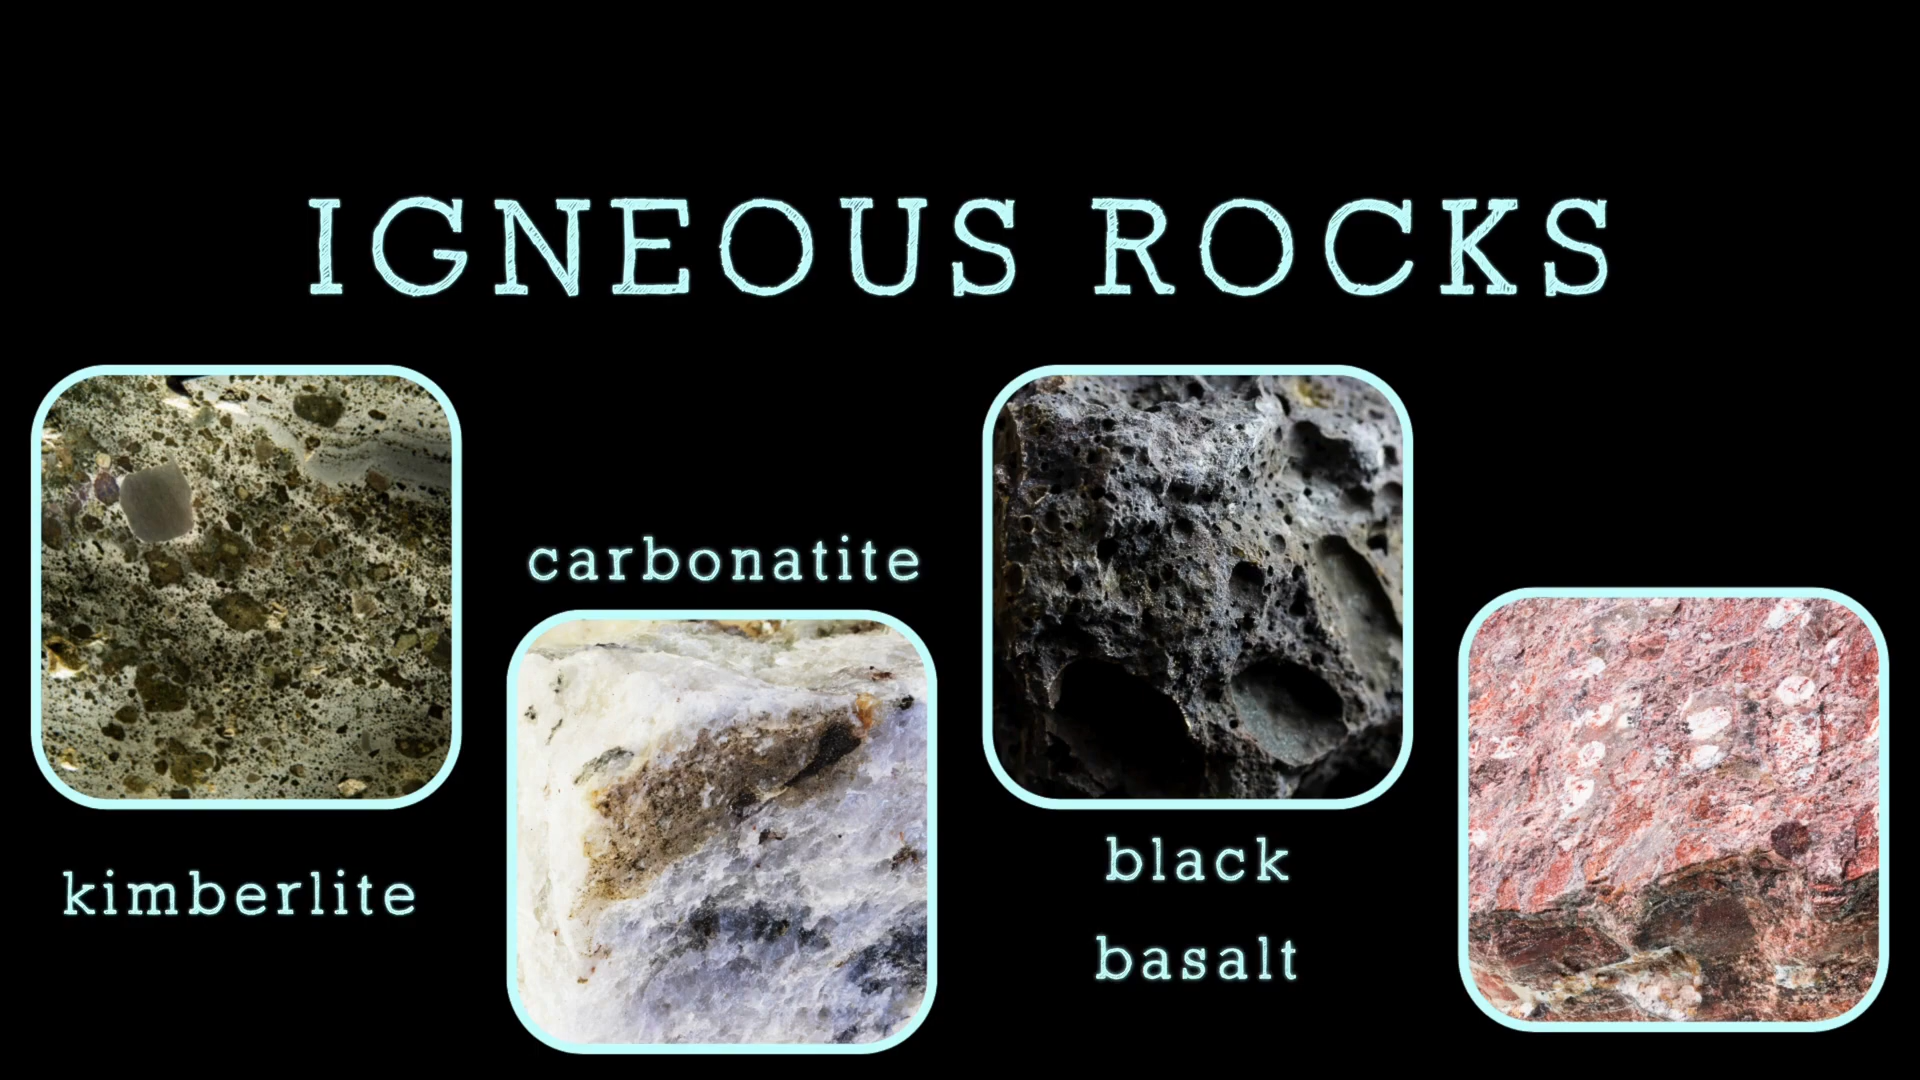 IGNEOUS ROCKS
carbonatite
kimberlite
black
basalt